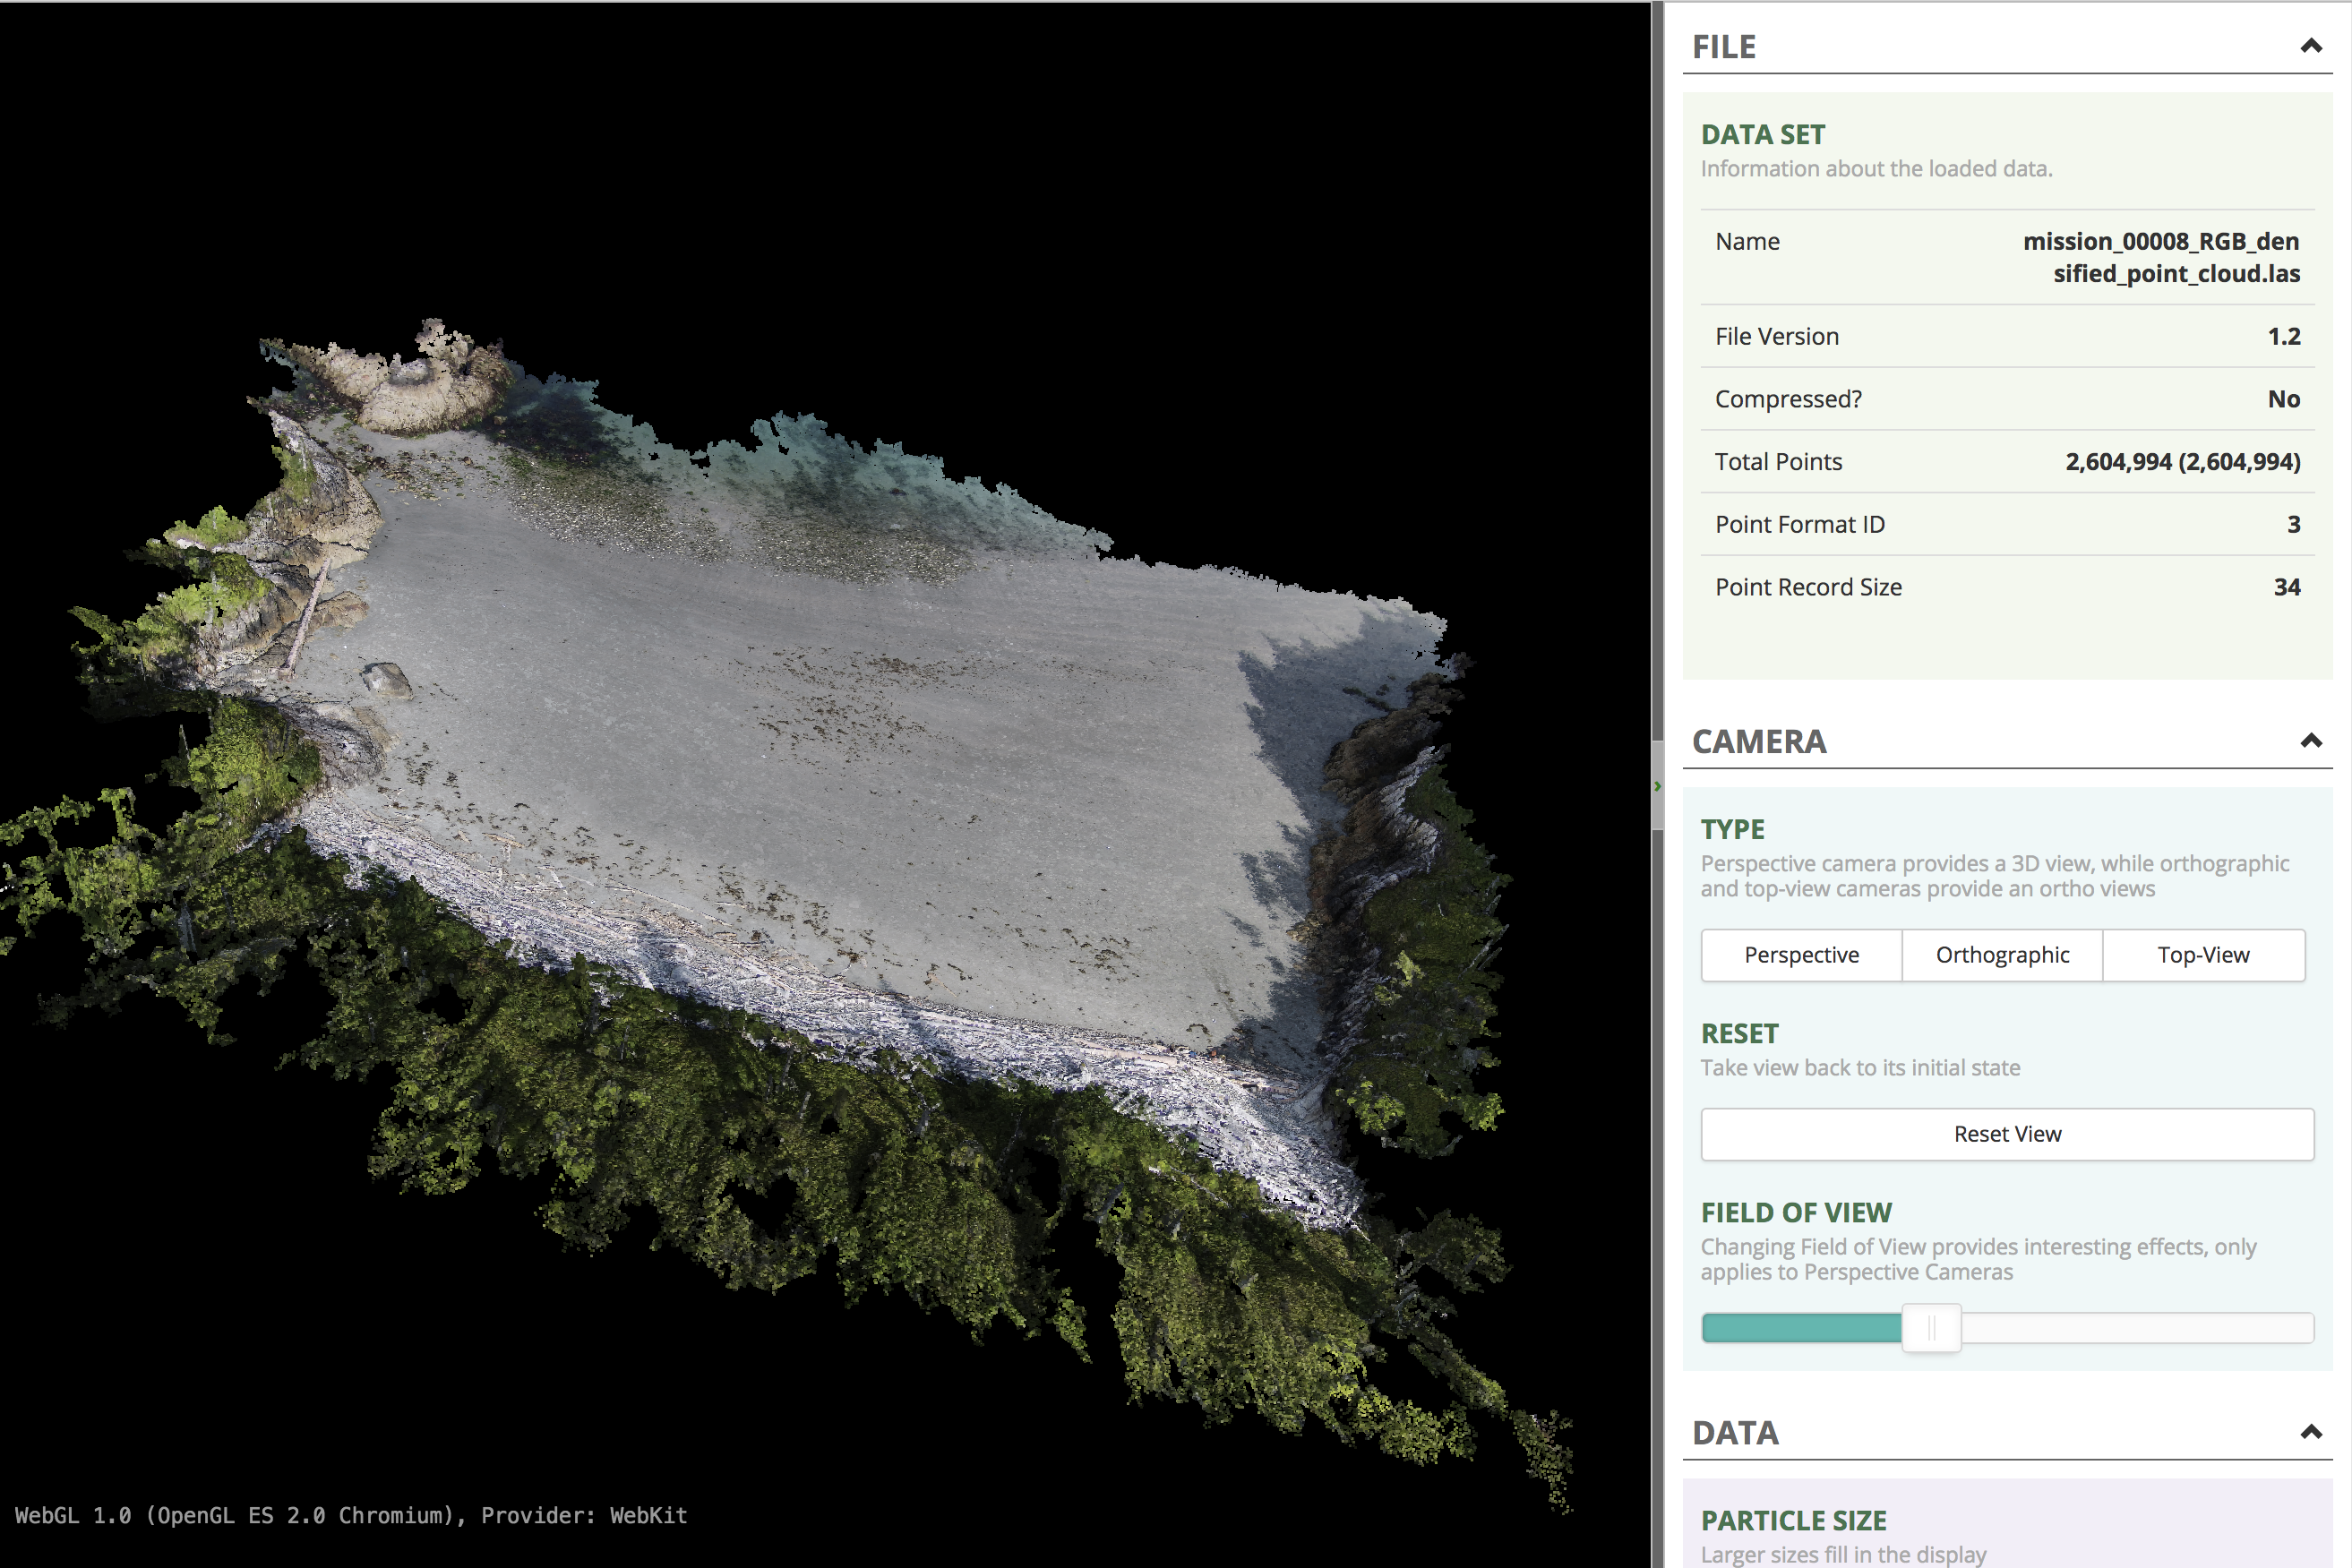 FILE
DATA SET
Information about the loaded data.
Name mission_00008_RGB_den
sified_point_cloud.las
File Version 1.2
Compressed? No
Total Points 2,604,994 (2,604,994)
Point Format ID 3
Point Record Size 34
CAMERA
TYPE
Perspective camera provides a 3D view, while orthographic
and top-view cameras provide an ortho views
Perspective Orthographic Top-View
RESET
Take view back to its initial state
Reset View
FIELD OF VIEW
Changing Field of View provides interesting effects, only
applies to Perspective Cameras
DATA
PARTICLE SIZE
Larger sizes fill in the display
WebGL 1.0 (OpenGL ES 2.0 Chromium), Provider: WebKit